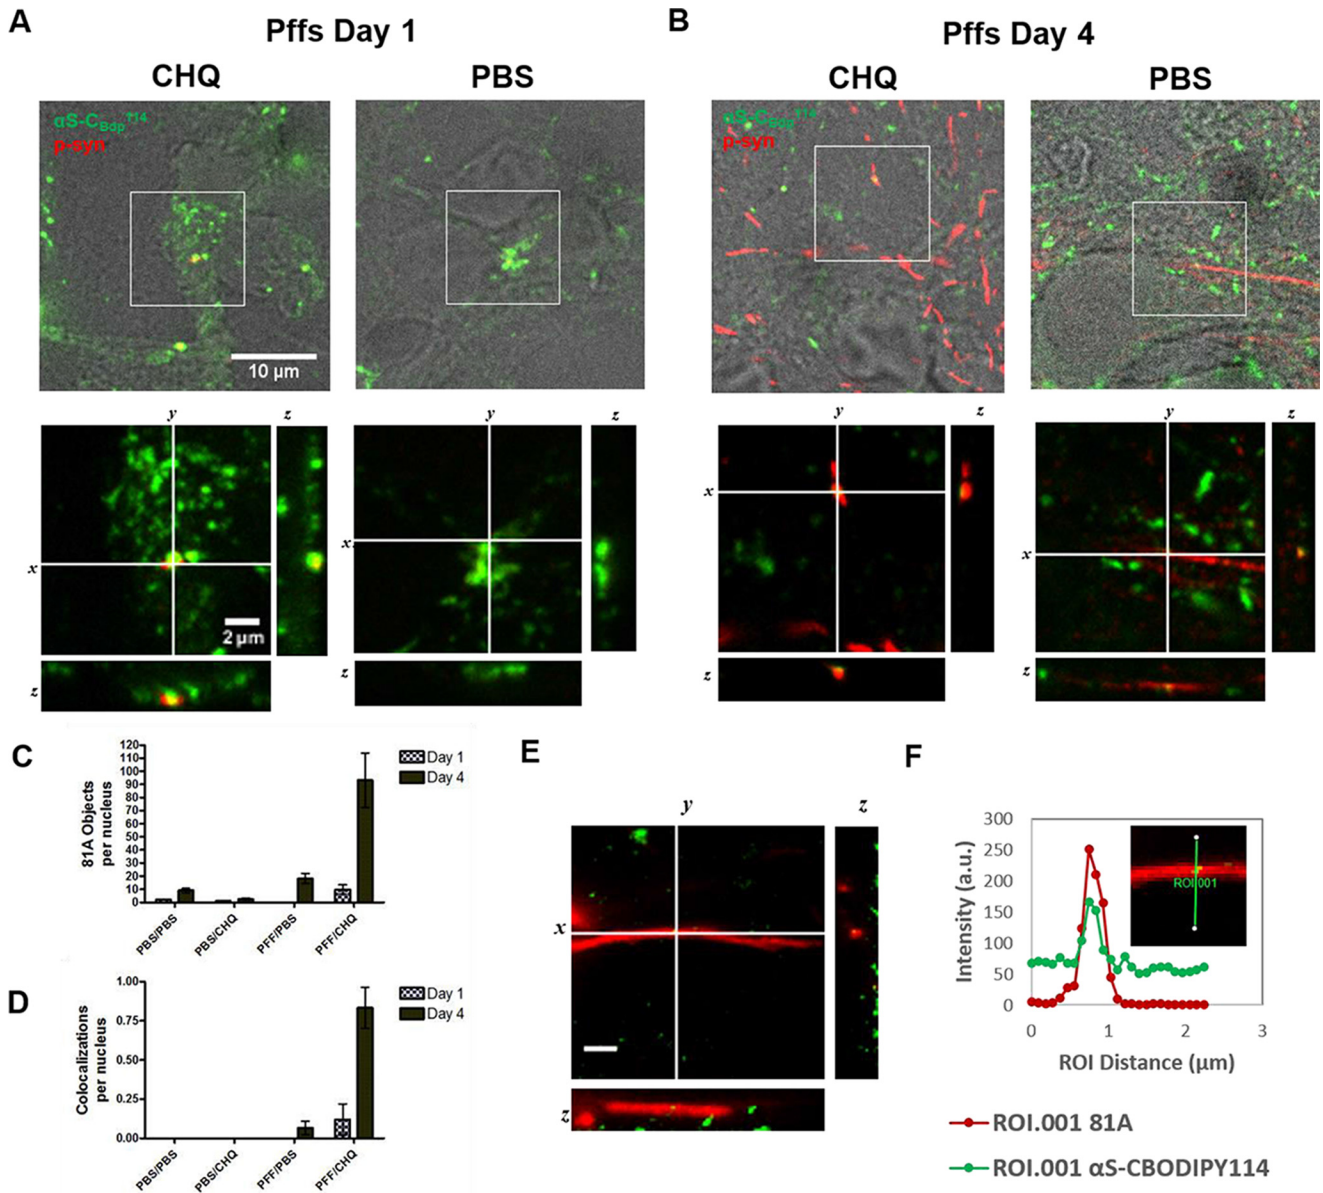 A
Pffs Day 1
CHQ
PBS
αS-C_Bdp^114
p-syn
10 μm
y
z
x
2 μm
z
y
z
x
z
B
Pffs Day 4
CHQ
PBS
αS-C_Bdp^114
p-syn
y
z
x
z
y
z
x
z
C
81A Objects
per nucleus
120
110
100
90
80
70
60
50
40
30
20
10
0
PBS/PBS
PBS/CHQ
PFF/PBS
PFF/CHQ
Day 1
Day 4
D
Colocalizations
per nucleus
1.00
0.75
0.50
0.25
0.00
PBS/PBS
PBS/CHQ
PFF/PBS
PFF/CHQ
Day 1
Day 4
E
y
z
x
z
F
Intensity (a.u.)
300
250
200
150
100
50
0
0
1
2
3
ROI.001
ROI Distance (μm)
ROI.001 81A
ROI.001 αS-CBODIPY114